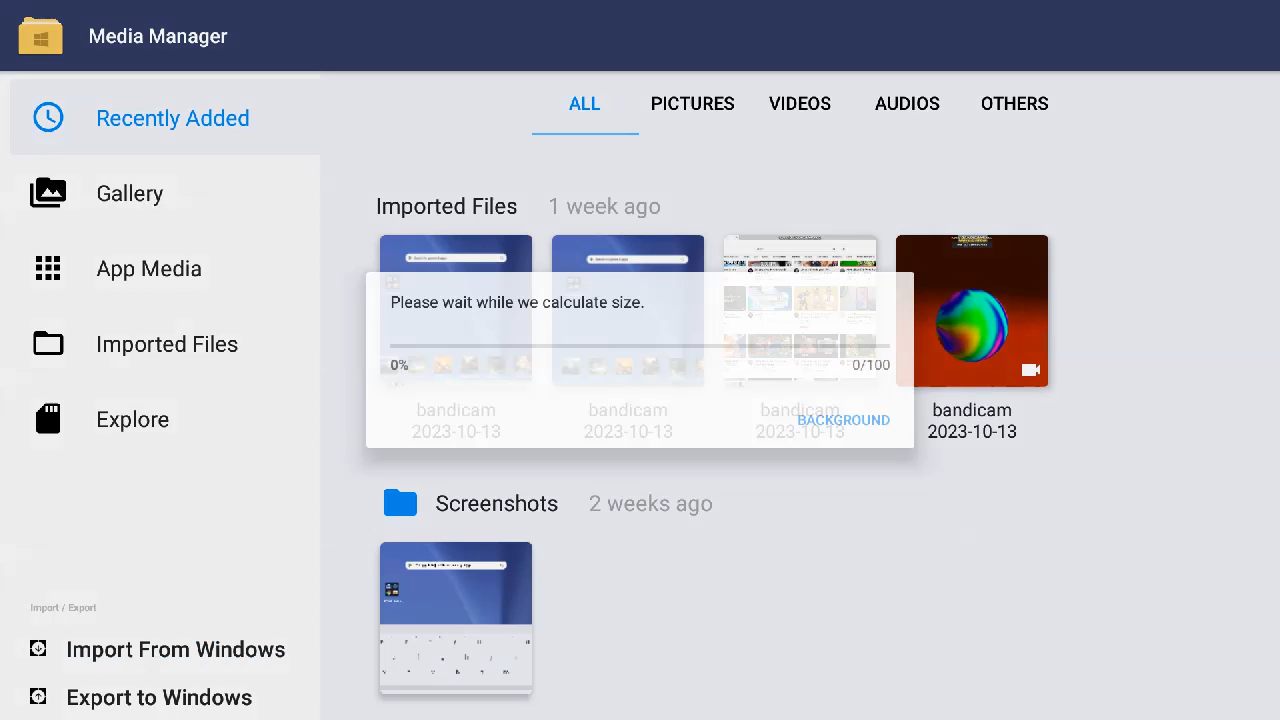 Media Manager
Recently Added
Gallery
App Media
Imported Files
Explore
Import / Export
Import From Windows
Export to Windows
ALL
PICTURES
VIDEOS
AUDIOS
OTHERS
Imported Files 1 week ago
Please wait while we calculate size.
0%
0/100
BACKGROUND
bandicam
2023-10-13
bandicam
2023-10-13
bandicam
2023-10-13
bandicam
2023-10-13
Screenshots 2 weeks ago